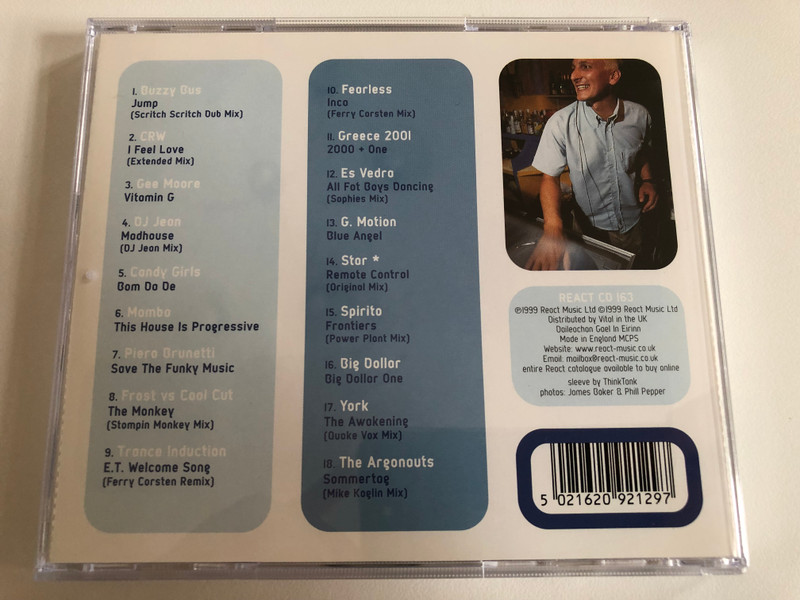 1. Buzzy Bus
Jump
(Scritch Scritch Dub Mix)
2. CRW
I Feel Love
(Extended Mix)
3. Gee Moore
Vitamin G
4. DJ Jean
Madhouse
(DJ Jean Mix)
5. Candy Girls
Bom Da De
6. Mamba
This House Is Progressive
7. Piero Brunetti
Save The Funky Music
8. Frost vs Cool Cut
The Monkey
(Stompin Monkey Mix)
9. Trance Induction
E.T. Welcome Song
(Ferry Corsten Remix)
10. Fearless
Inca
(Ferry Corsten Mix)
11. Greece 2001
2000 + One
12. Es Vedra
All Fat Boys Dancing
(Sophies Mix)
13. G. Motion
Blue Angel
14. Star *
Remote Control
(Original Mix)
15. Spirito
Frontiers
(Power Plant Mix)
16. Big Dollar
Big Dollar One
17. York
The Awakening
(Quake Vox Mix)
18. The Argonauts
Sommertag
(Mike Koglin Mix)
REACT CD 163
℗1999 React Music Ltd ©1999 React Music Ltd
Distributed by Vital in the UK
Daileachan Gael In Eirinn
Made in England MCPS
Website: www.react-music.co.uk
Email: mailbox@react-music.co.uk
entire React catalogue available to buy online
sleeve by ThinkTank
photos: James Baker & Phill Pepper
5 021620 921297